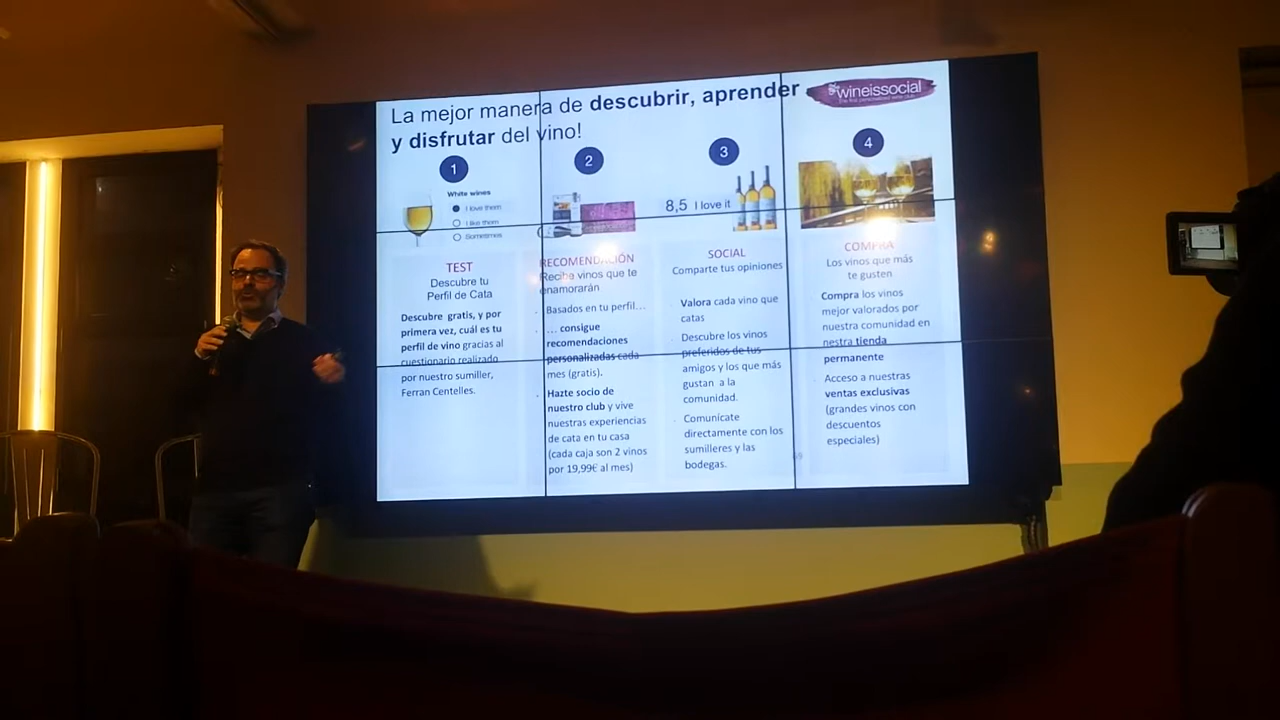 La mejor manera de descubrir, aprender
y disfrutar del vino!
wineissocial
1
White wines
I love them
I like them
Sometimes
TEST
Descubre tu
Perfil de Cata
Descubre gratis, y por
primera vez, cuál es tu
perfil de vino gracias al
cuestionario realizado
por nuestro sumiller,
Ferran Centelles.
2
RECOMENDACIÓN
Recibe vinos que te
enamorarán
Basados en tu perfil...
... consigue
recomendaciones
personalizadas cada
mes (gratis).
Hazte socio de
nuestro club y vive
nuestras experiencias
de cata en tu casa
(cada caja son 2 vinos
por 19,99€ al mes)
3
8,5 I love it
SOCIAL
Comparte tus opiniones
Valora cada vino que
catas
Descubre los vinos
preferidos de tus
amigos y los que más
gustan a la
comunidad.
Comunícate
directamente con los
sumilleres y las
bodegas.
4
COMPRA
Los vinos que más
te gusten
Compra los vinos
mejor valorados por
nuestra comunidad en
nestra tienda
permanente
Acceso a nuestras
ventas exclusivas
(grandes vinos con
descuentos
especiales)